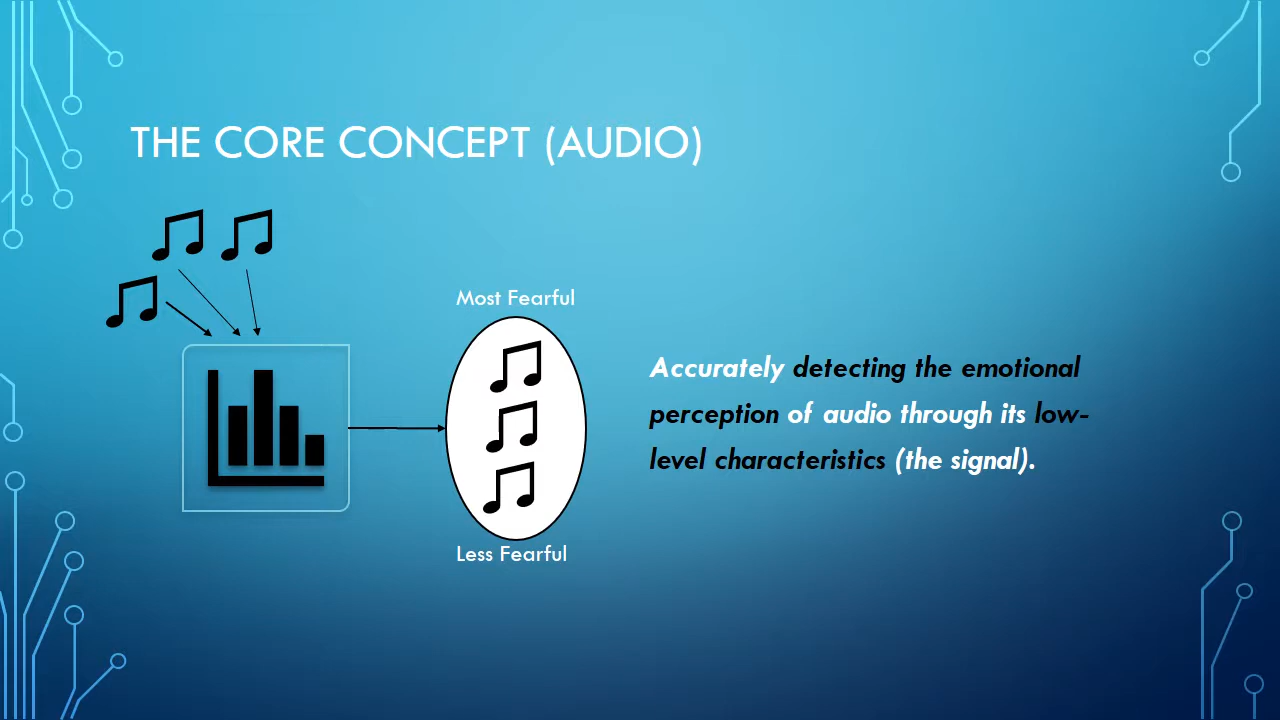 THE CORE CONCEPT (AUDIO)
Most Fearful
Accurately detecting the emotional
perception of audio through its low-
level characteristics (the signal).
Less Fearful